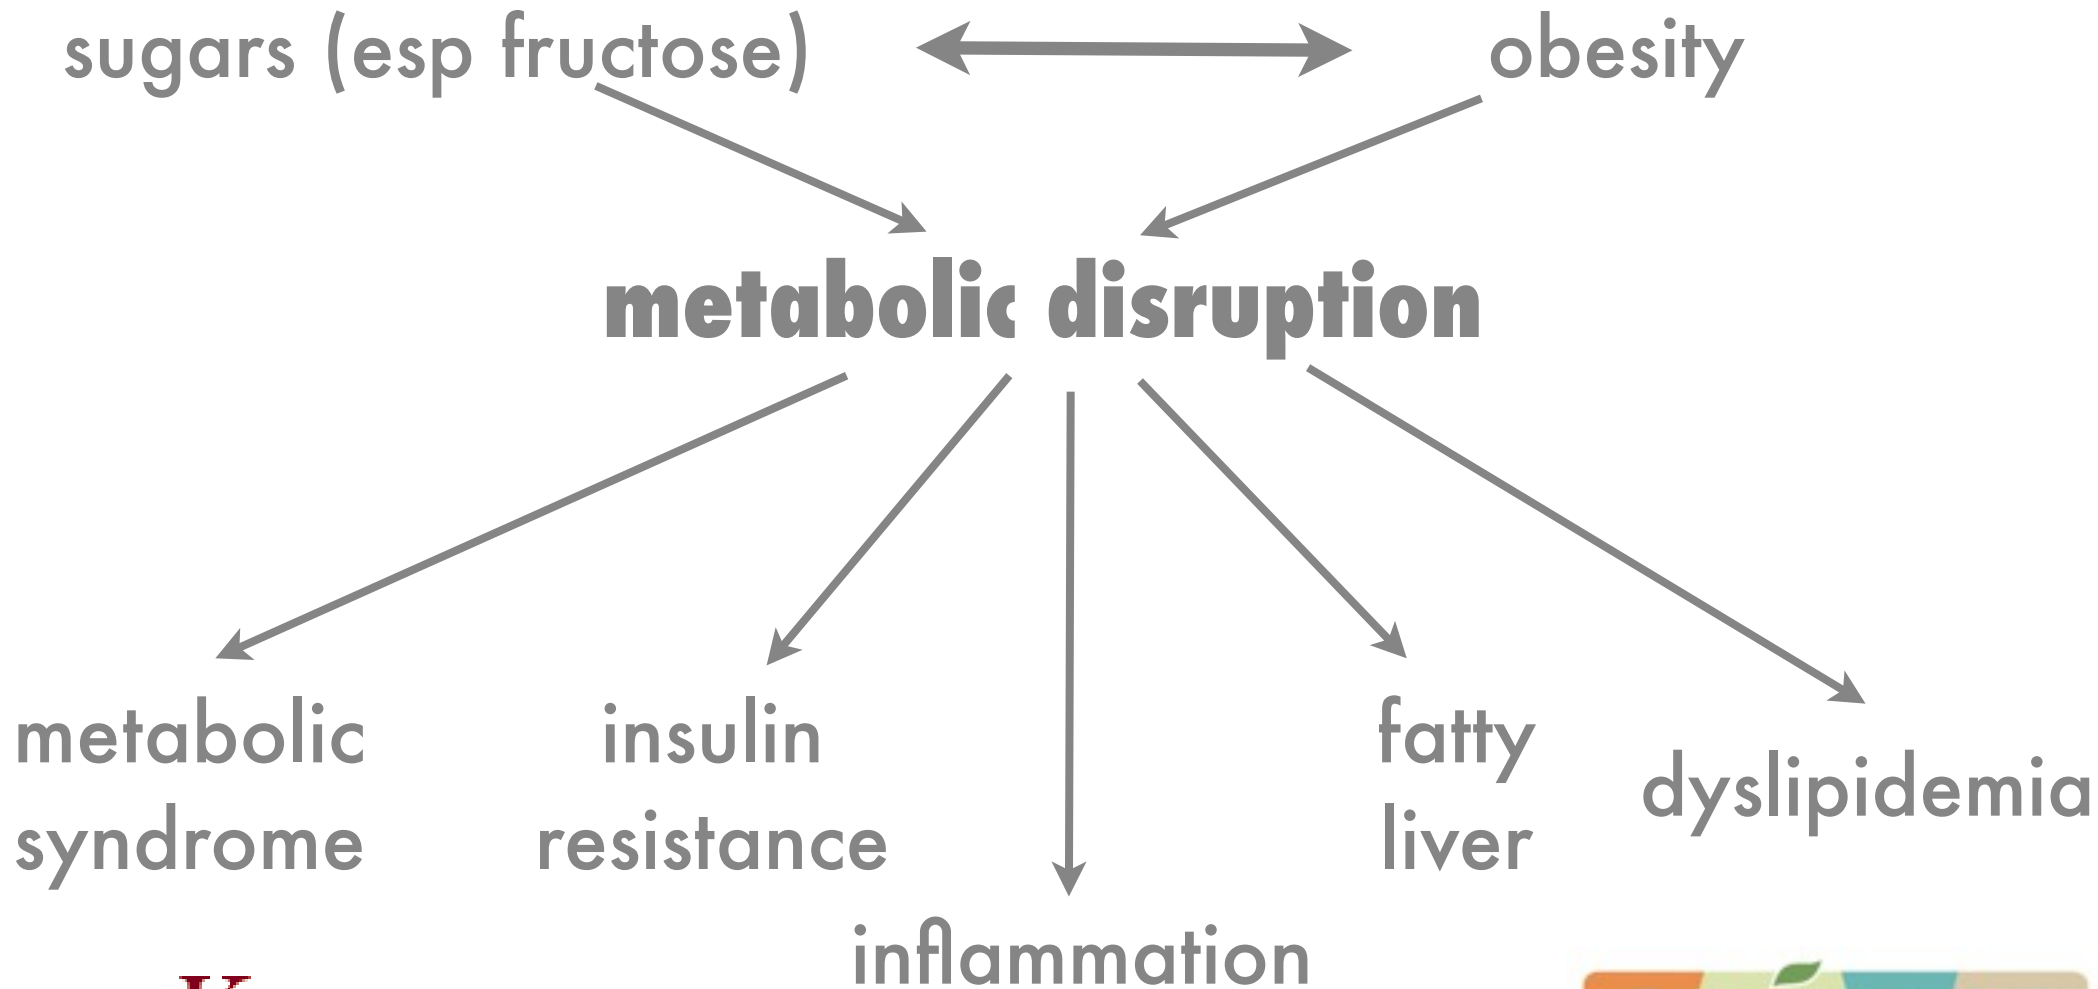 sugars (esp fructose)
obesity
metabolic disruption
metabolic
syndrome
insulin
resistance
inflammation
fatty
liver
dyslipidemia